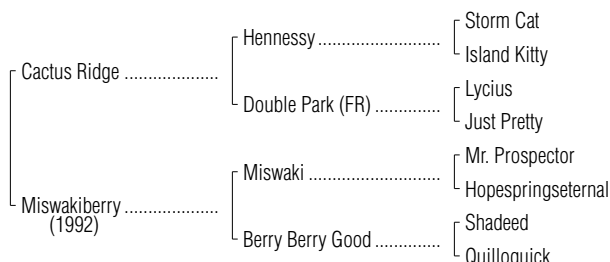 Storm Cat
Hennessy
Island Kitty
Cactus Ridge
Lycius
Double Park (FR)
Just Pretty
Mr. Prospector
Miswaki
Hopespringseternal
Miswakiberry
(1992)
Shadeed
Berry Berry Good
Quilloquick